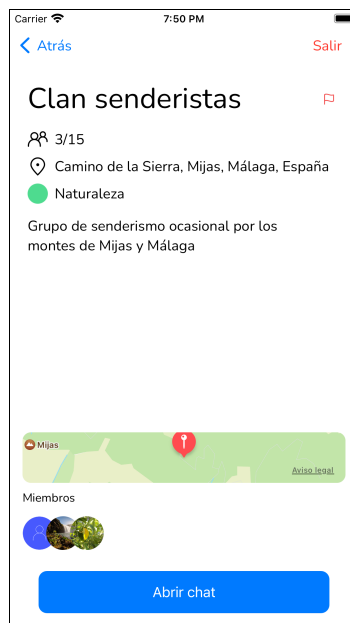 Carrier 7:50 PM
Atrás Salir
Clan senderistas
3/15
Camino de la Sierra, Mijas, Málaga, España
Naturaleza
Grupo de senderismo ocasional por los
montes de Mijas y Málaga
Mijas
Aviso legal
Miembros
Abrir chat